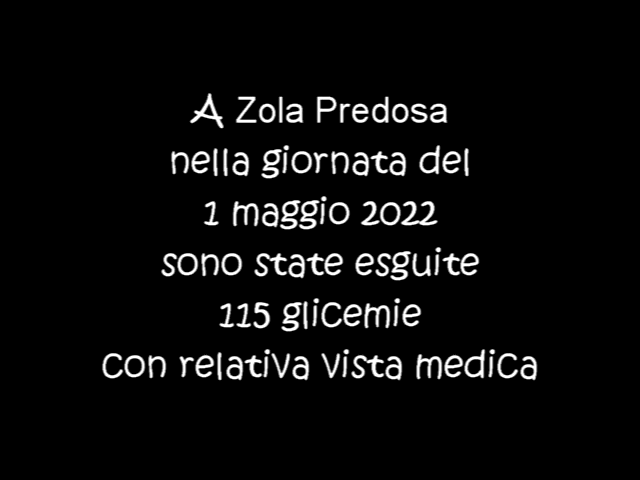 A Zola Predosa
nella giornata del
1 maggio 2022
sono state esguite
115 glicemie
con relativa vista medica